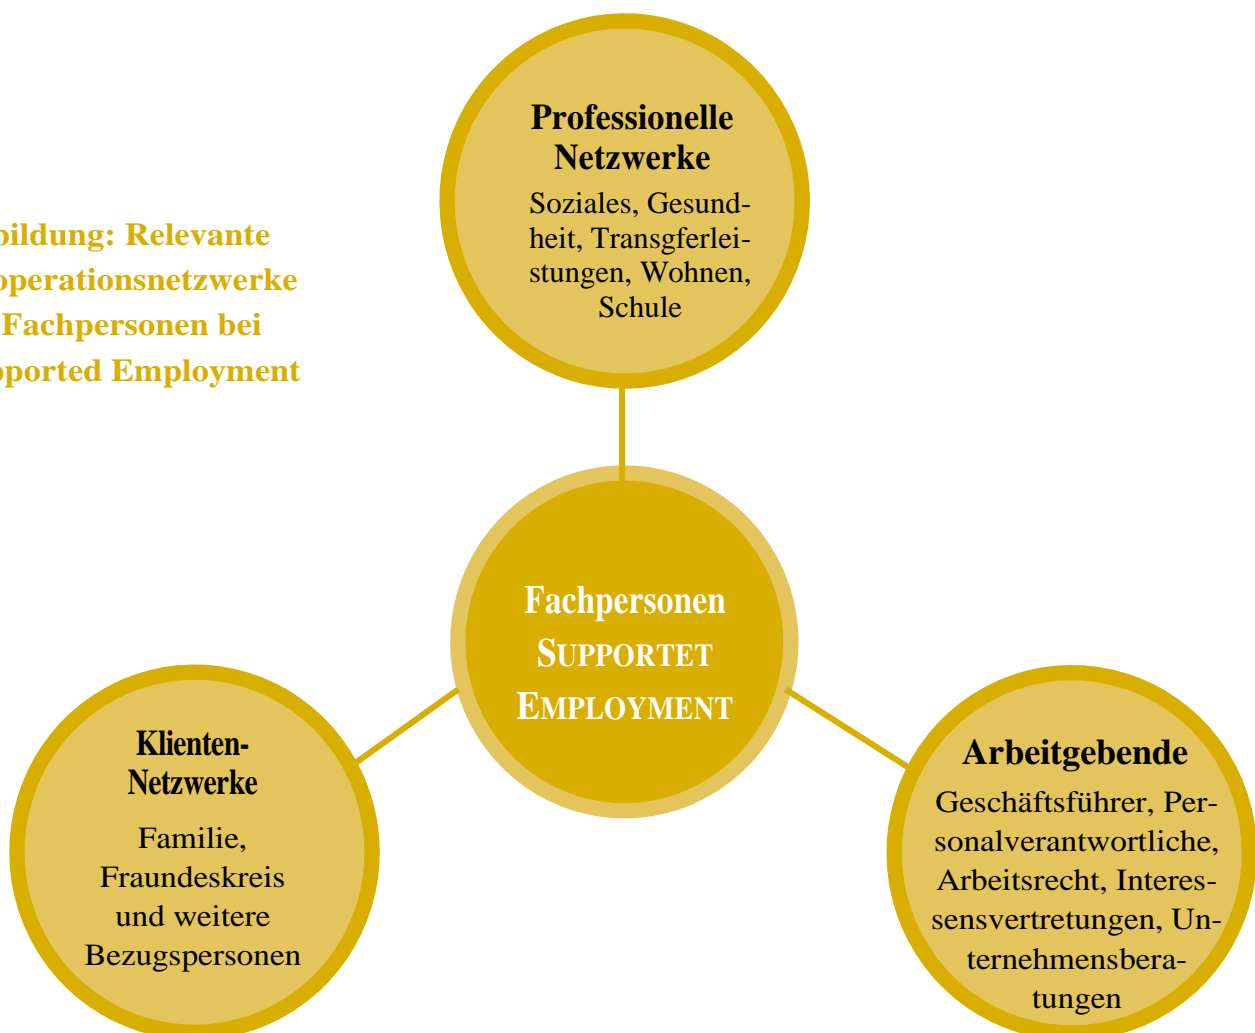 Professionelle
Netzwerke
Soziales, Gesund-
heit, Transgferlei-
stungen, Wohnen,
Schule
bildung: Relevante
operationsnetzwerke
Fachpersonen bei
pported Employment
Fachpersonen
SUPPORTET
EMPLOYMENT
Klienten-
Netzwerke
Familie,
Fraundeskreis
und weitere
Bezugspersonen
Arbeitgebende
Geschäftsführer, Per-
sonalverantwortliche,
Arbeitsrecht, Interes-
sensvertretungen, Un-
ternehmensbera-
tungen